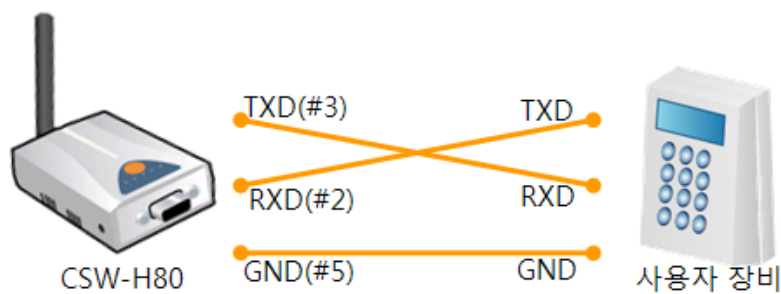 TXD(#3) TXD
RXD(#2) RXD
GND(#5) GND
CSW-H80 사용자 장비